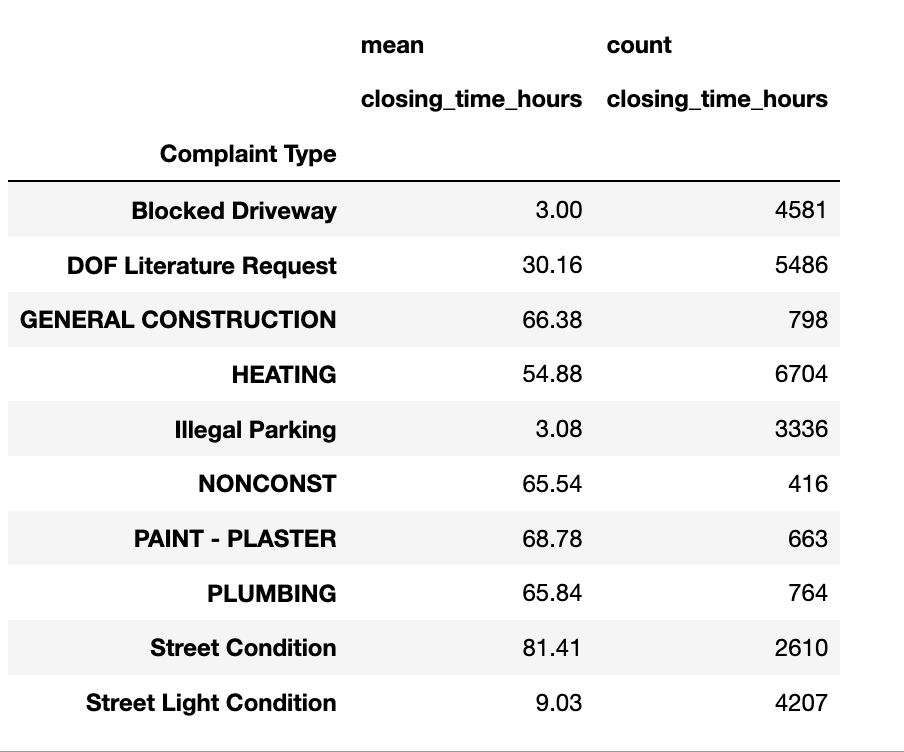 mean count
closing_time_hours closing_time_hours
Complaint Type
Blocked Driveway 3.00 4581
DOF Literature Request 30.16 5486
GENERAL CONSTRUCTION 66.38 798
HEATING 54.88 6704
Illegal Parking 3.08 3336
NONCONST 65.54 416
PAINT - PLASTER 68.78 663
PLUMBING 65.84 764
Street Condition 81.41 2610
Street Light Condition 9.03 4207